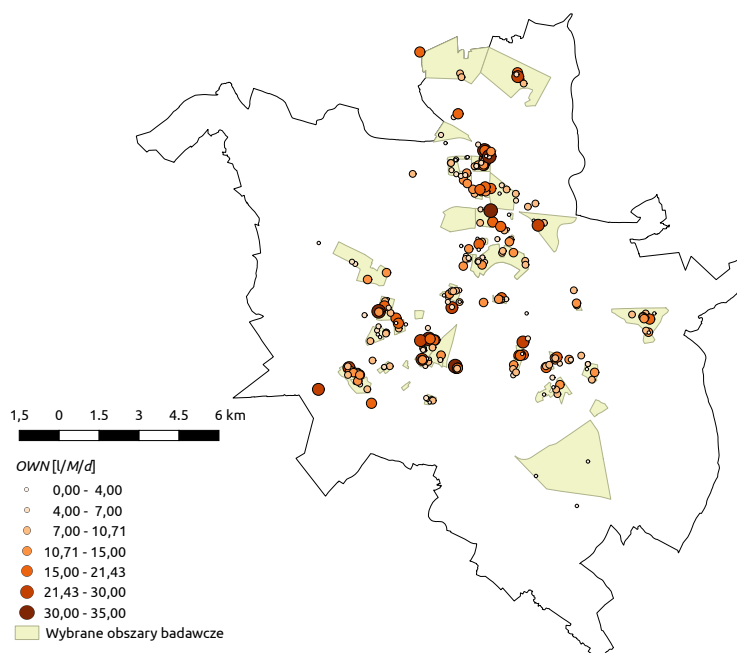 1,5 0 1.5 3 4.5 6 km
OWN [l/M/d]
0,00 - 4,00
4,00 - 7,00
7,00 - 10,71
10,71 - 15,00
15,00 - 21,43
21,43 - 30,00
30,00 - 35,00
Wybrane obszary badawcze